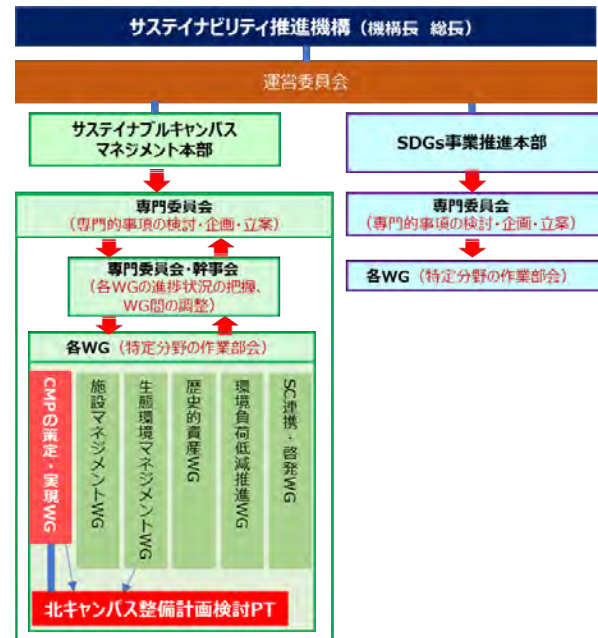 サステイナビリティ推進機構（機構長 総長）
運営委員会
サステイナブルキャンパス
マネジメント本部
専門委員会
（専門的事項の検討・企画・立案）
専門委員会・幹事会
（各WGの進捗状況の把握、
WG間の調整）
各WG（特定分野の作業部会）
CMPの策定・実現WG
施設マネジメントWG
生態環境マネジメントWG
歴史的資産WG
環境負荷低減推進WG
SC連携・啓発WG
北キャンパス整備計画検討PT
SDGs事業推進本部
専門委員会
（専門的事項の検討・企画・立案）
各WG（特定分野の作業部会）